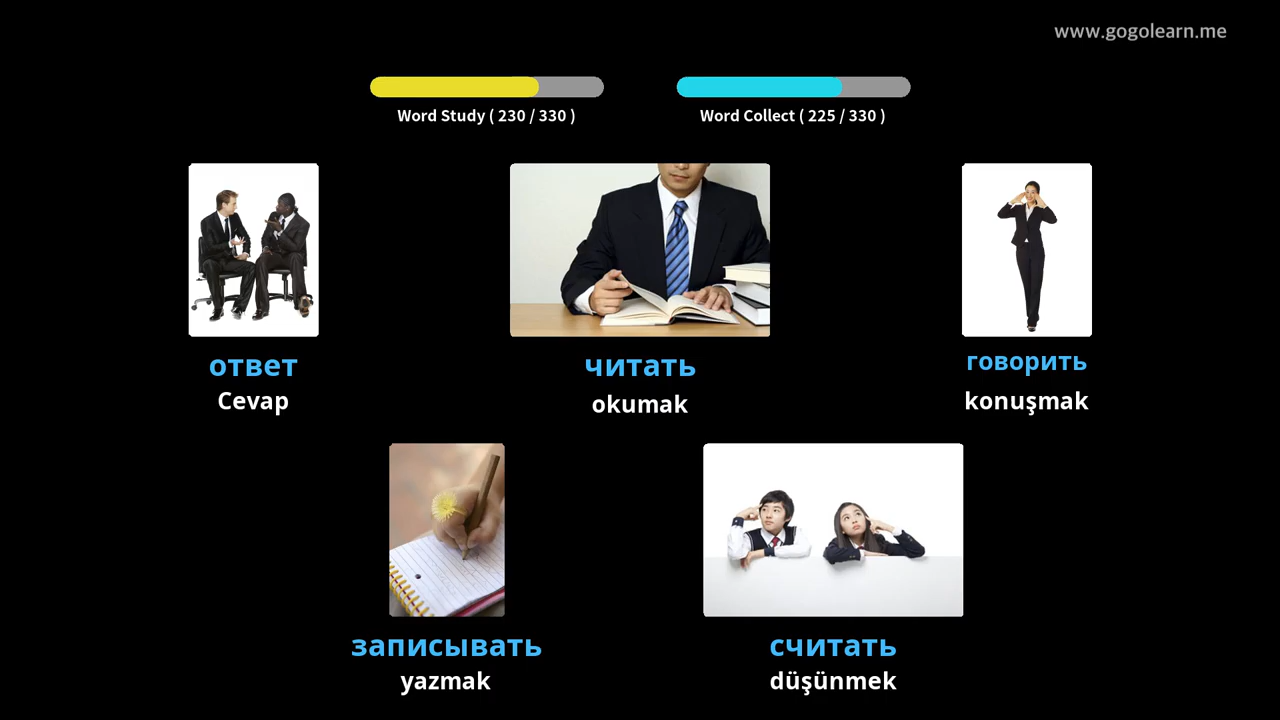 www.gogolearn.me
Word Study ( 230 / 330 )
Word Collect ( 225 / 330 )
ответ
Cevap
читать
okumak
говорить
konuşmak
записывать
yazmak
считать
düşünmek